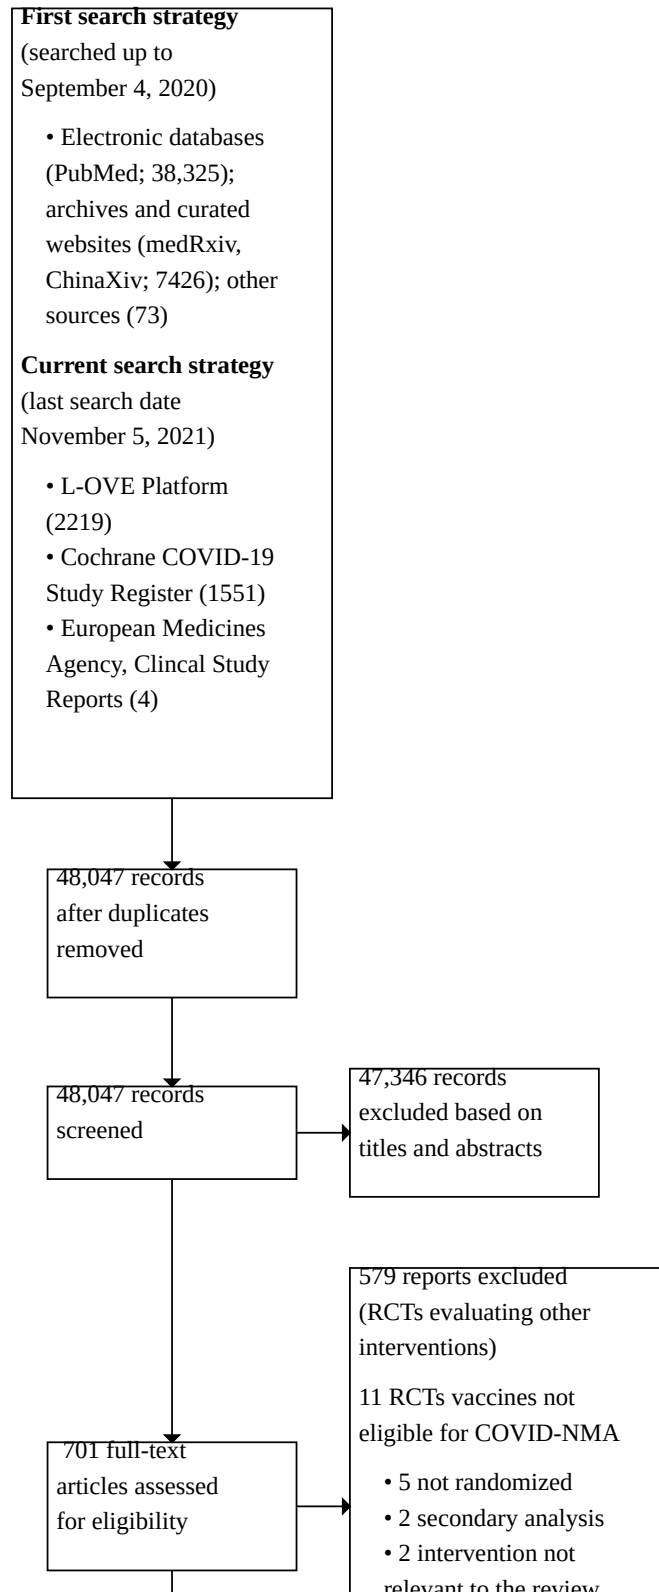 First search strategy
(searched up to
September 4, 2020)
• Electronic databases
(PubMed; 38,325);
archives and curated
websites (medRxiv,
ChinaXiv; 7426); other
sources (73)
Current search strategy
(last search date
November 5, 2021)
• L-OVE Platform
(2219)
• Cochrane COVID-19
Study Register (1551)
• European Medicines
Agency, Clincal Study
Reports (4)
48,047 records
after duplicates
removed
48,047 records
screened
47,346 records
excluded based on
titles and abstracts
579 reports excluded
(RCTs evaluating other
interventions)
11 RCTs vaccines not
eligible for COVID-NMA
• 5 not randomized
• 2 secondary analysis
• 2 intervention not
relevant to the review
701 full-text
articles assessed
for eligibility